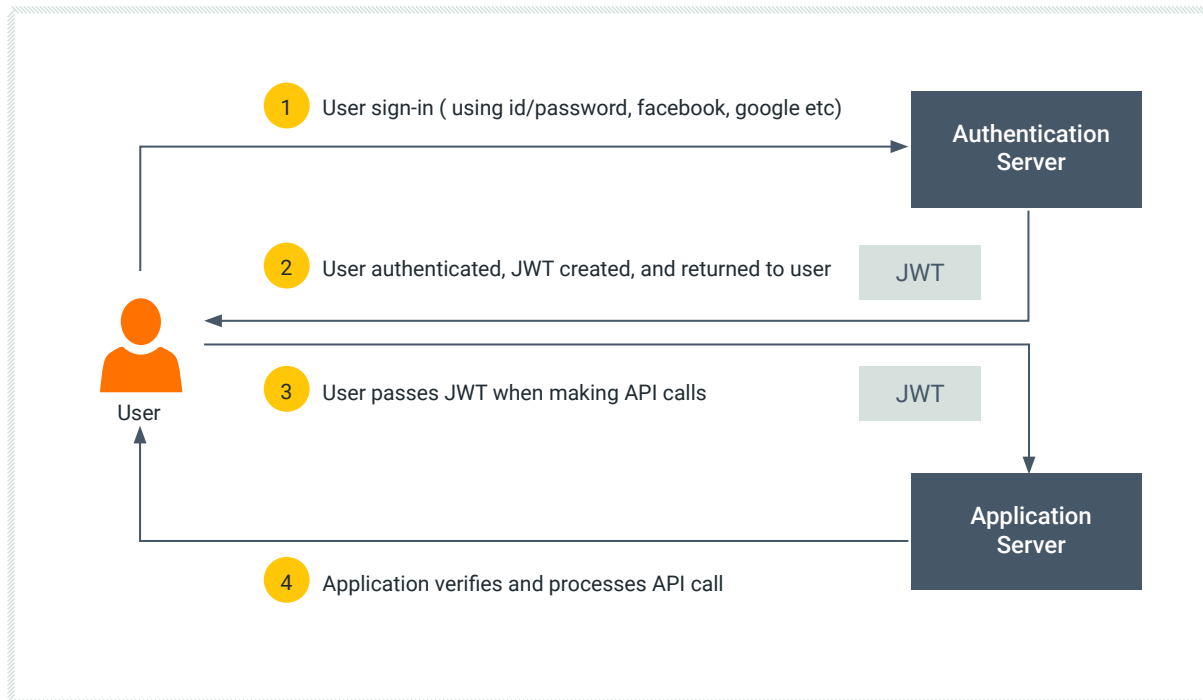 1 User sign-in ( using id/password, facebook, google etc)
Authentication
Server
2 User authenticated, JWT created, and returned to user
JWT
3 User passes JWT when making API calls
JWT
User
Application
Server
4 Application verifies and processes API call